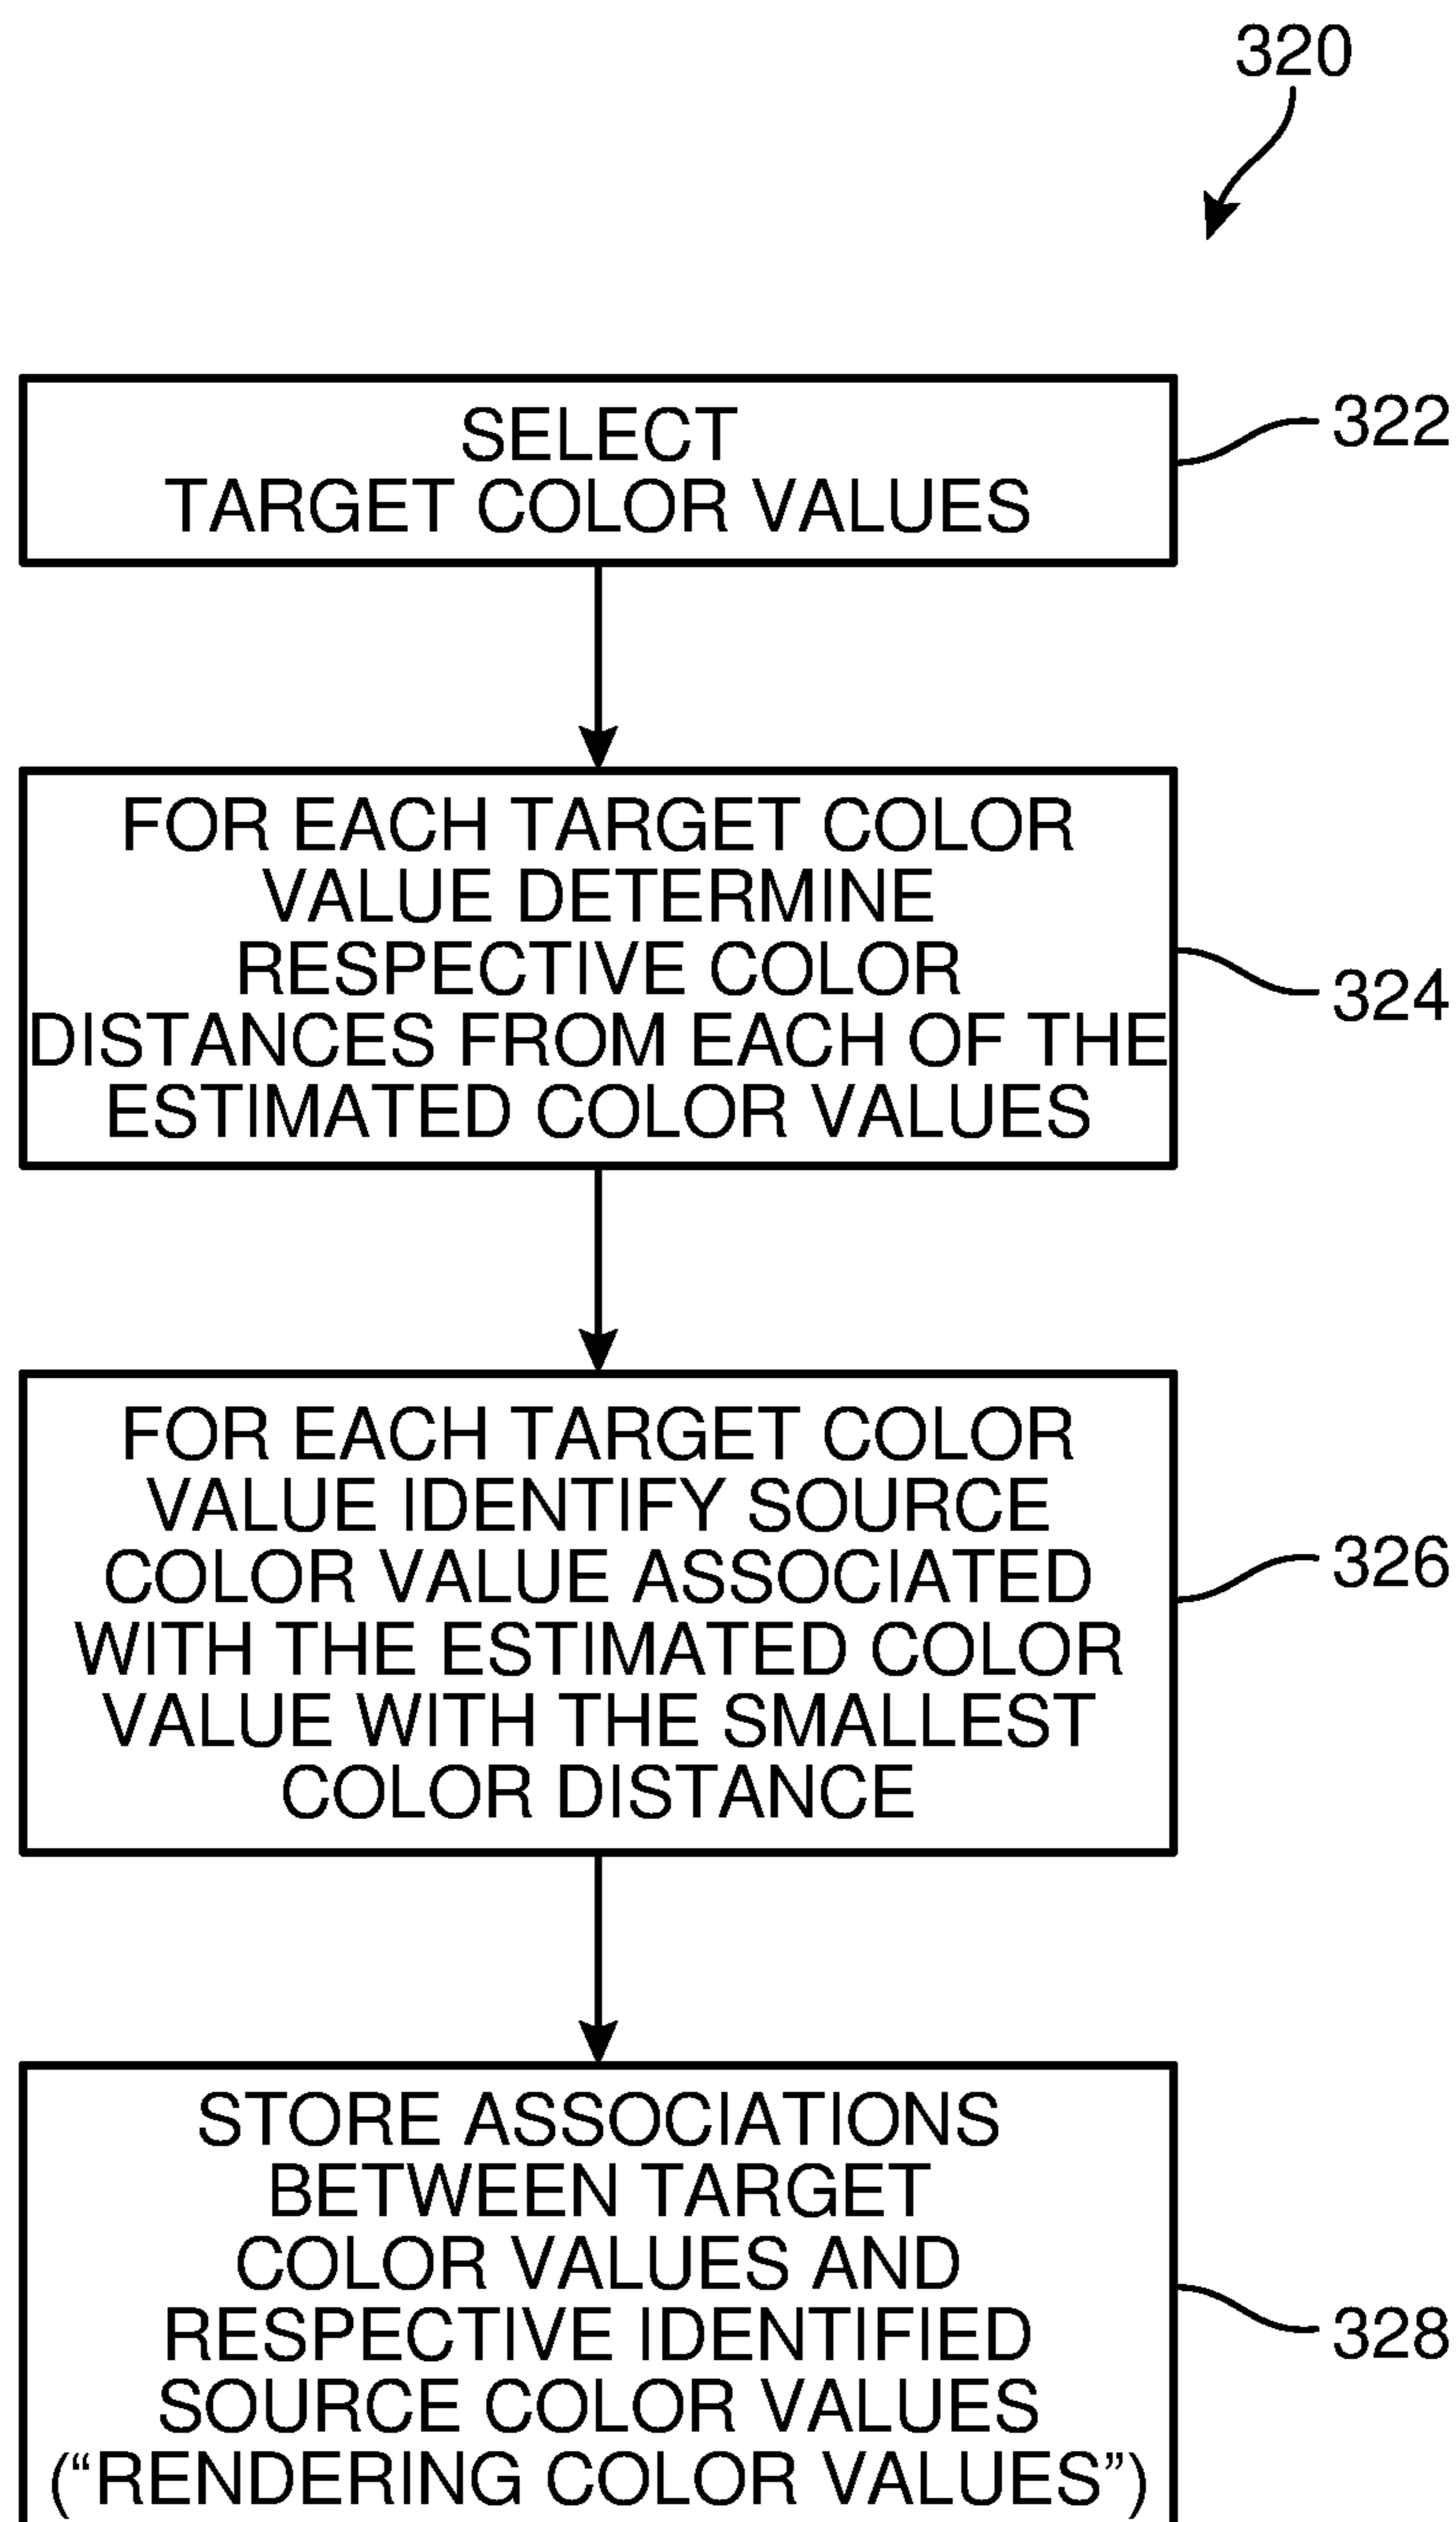 320
SELECT
TARGET COLOR VALUES
322
FOR EACH TARGET COLOR
VALUE DETERMINE
RESPECTIVE COLOR
DISTANCES FROM EACH OF THE
ESTIMATED COLOR VALUES
324
FOR EACH TARGET COLOR
VALUE IDENTIFY SOURCE
COLOR VALUE ASSOCIATED
WITH THE ESTIMATED COLOR
VALUE WITH THE SMALLEST
COLOR DISTANCE
326
STORE ASSOCIATIONS
BETWEEN TARGET
COLOR VALUES AND
RESPECTIVE IDENTIFIED
SOURCE COLOR VALUES
(“RENDERING COLOR VALUES”)
328